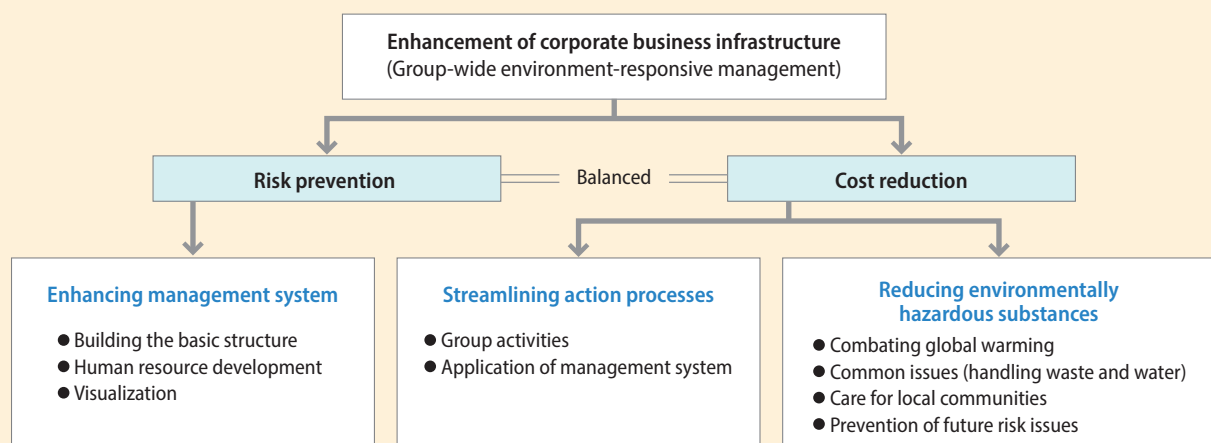 Enhancement of corporate business infrastructure
(Group-wide environment-responsive management)
Risk prevention
Balanced
Cost reduction
Enhancing management system
● Building the basic structure
● Human resource development
● Visualization
Streamlining action processes
● Group activities
● Application of management system
Reducing environmentally
hazardous substances
● Combating global warming
● Common issues (handling waste and water)
● Care for local communities
● Prevention of future risk issues